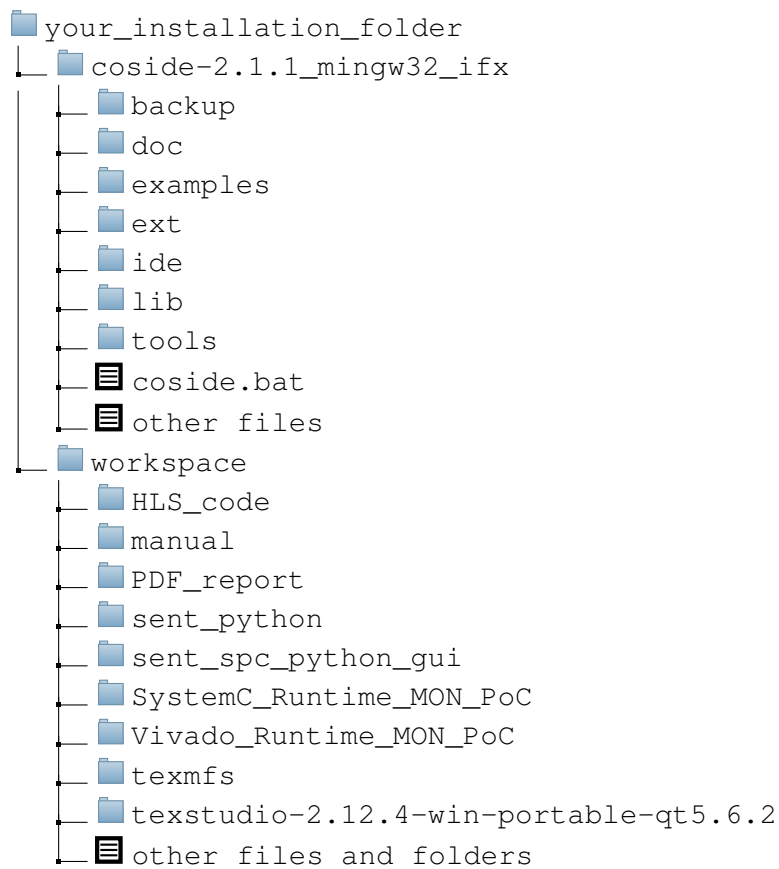 your_installation_folder
coside-2.1.1_mingw32_ifx
backup
doc
examples
ext
ide
lib
tools
coside.bat
other files
workspace
HLS_code
manual
PDF_report
sent_python
sent_spc_python_gui
SystemC_Runtime_MON_PoC
Vivado_Runtime_MON_PoC
texmfs
texstudio-2.12.4-win-portable-qt5.6.2
other files and folders